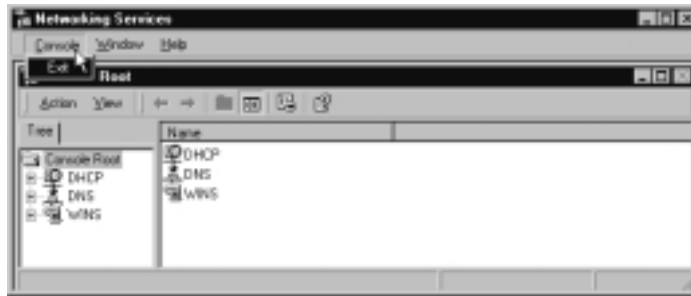 Networking Services
Console Window Help
Exit
Root
Action View
Tree
Name
Console Root
DHCP
DNS
WINS
DHCP
DNS
WINS